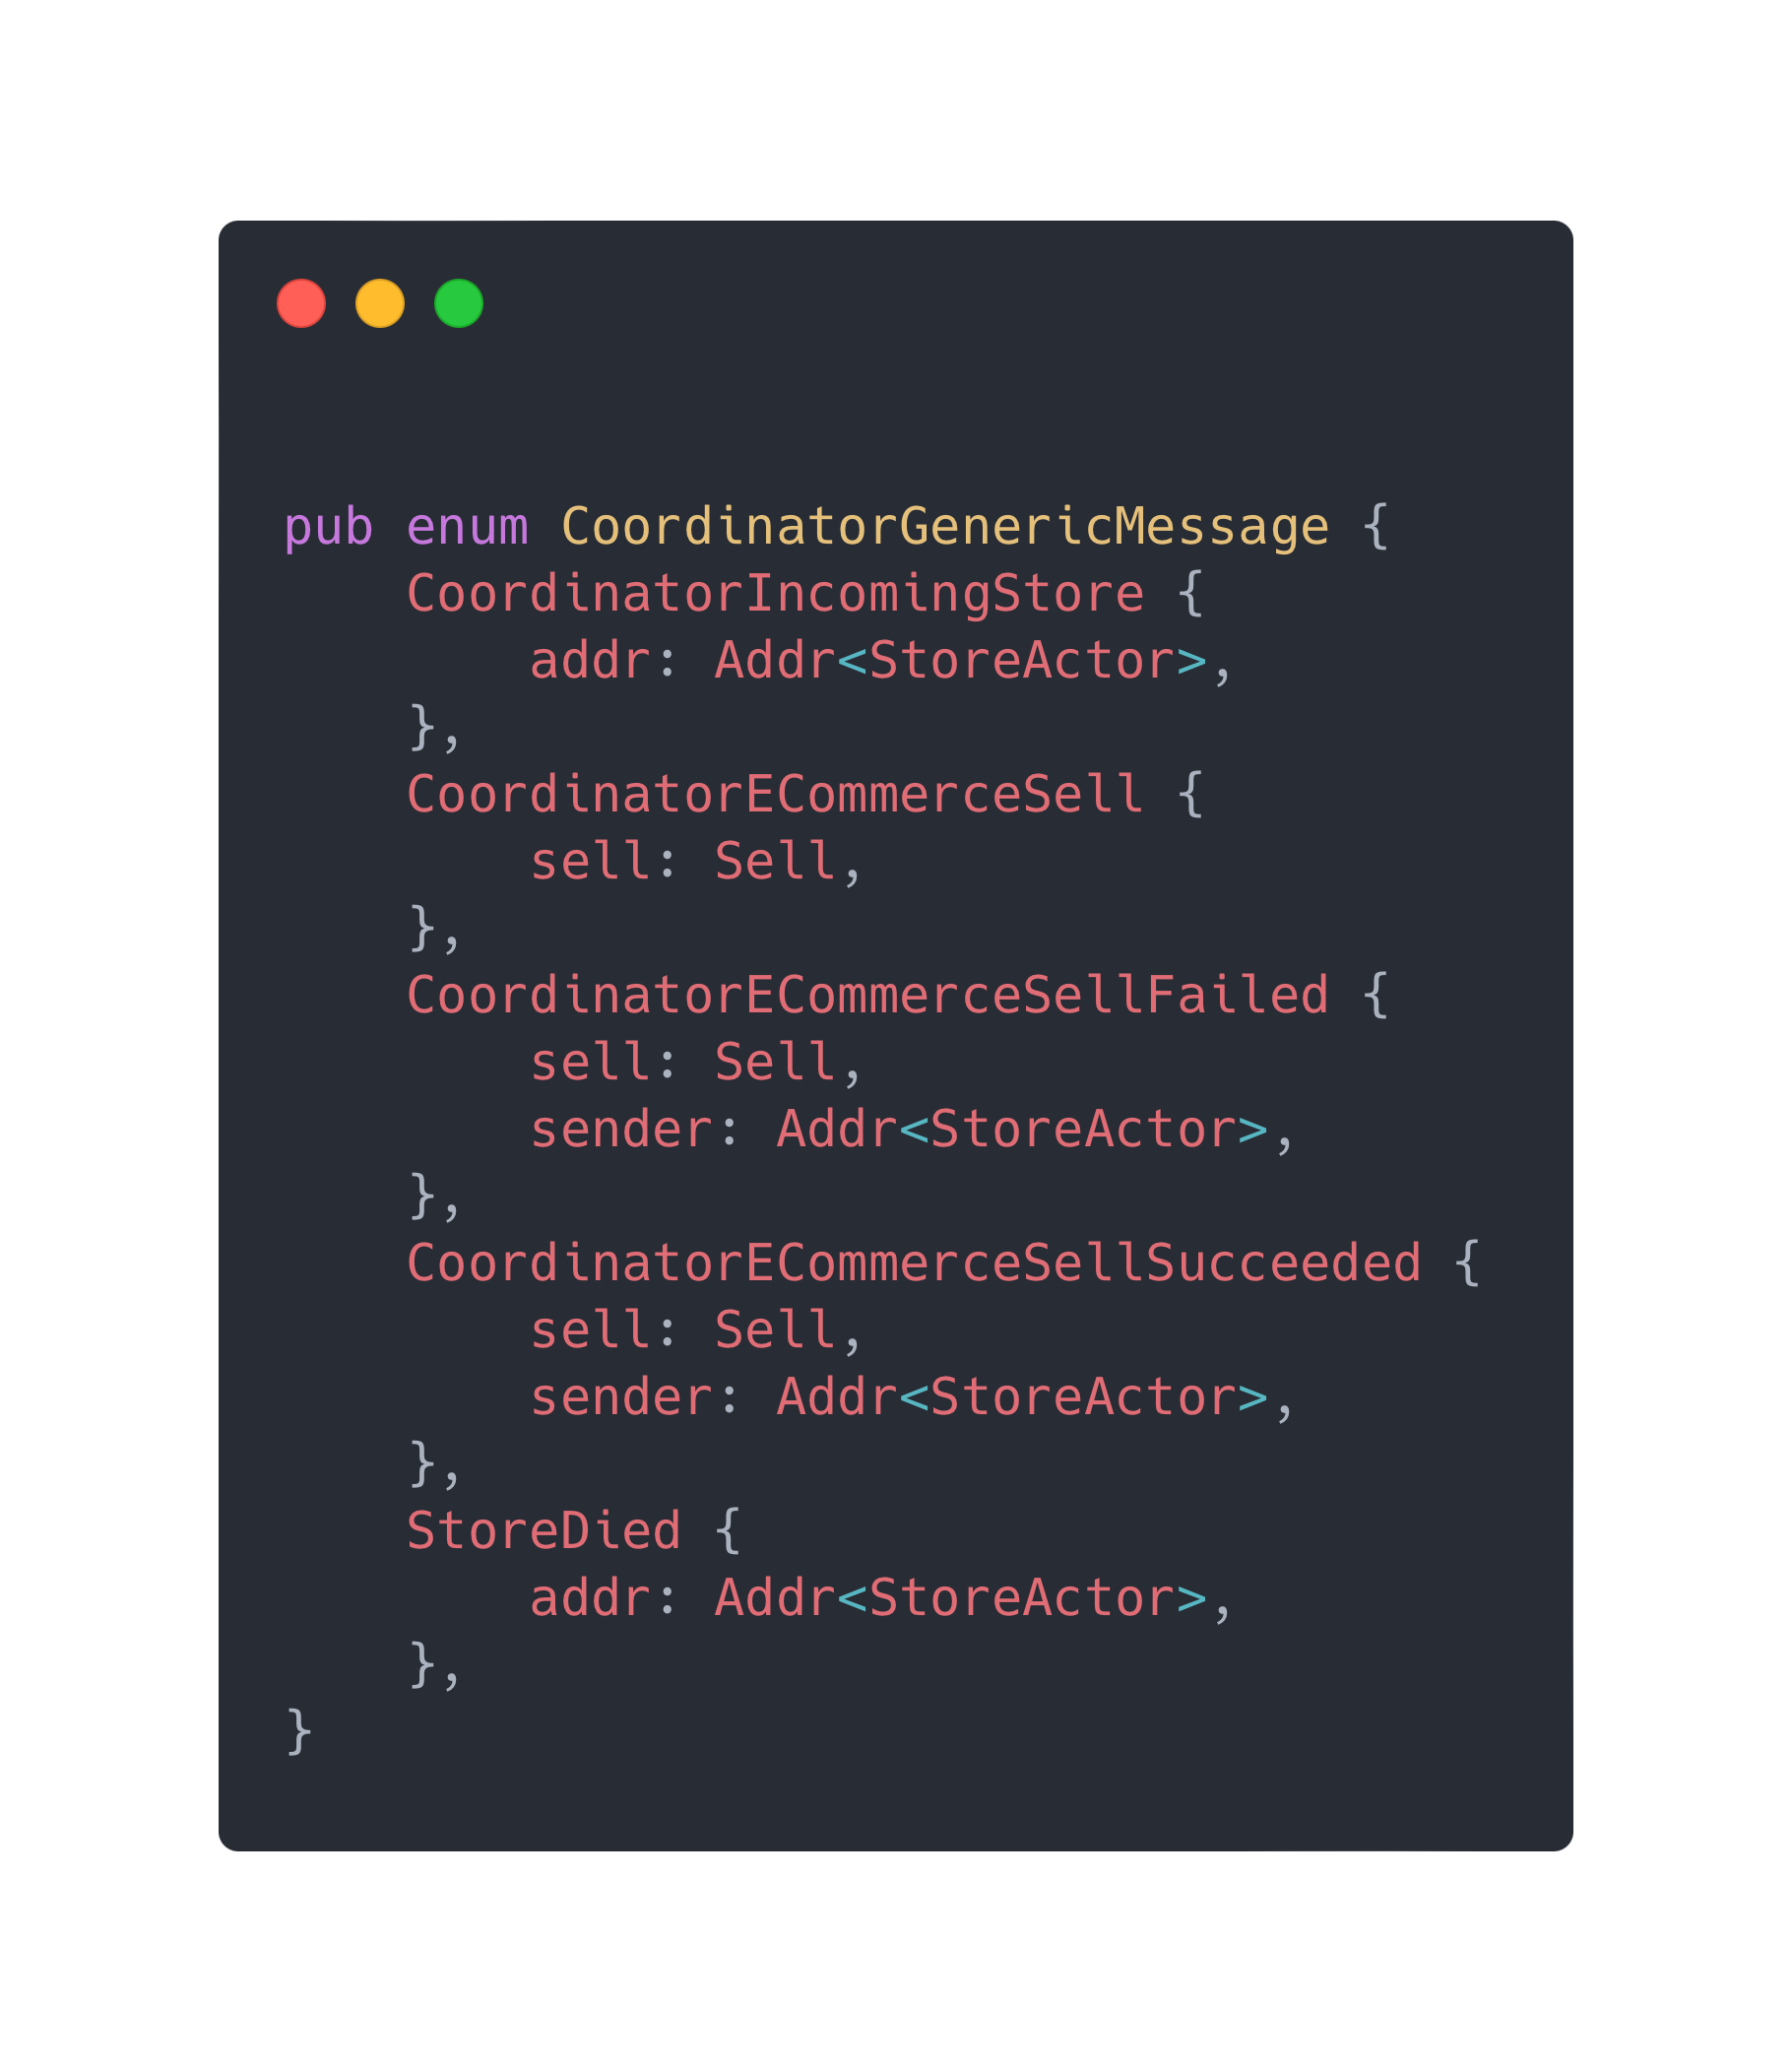 pub enum CoordinatorGenericMessage {
    CoordinatorIncomingStore {
        addr: Addr<StoreActor>,
    },
    CoordinatorECommerceSell {
        sell: Sell,
    },
    CoordinatorECommerceSellFailed {
        sell: Sell,
        sender: Addr<StoreActor>,
    },
    CoordinatorECommerceSellSucceeded {
        sell: Sell,
        sender: Addr<StoreActor>,
    },
    StoreDied {
        addr: Addr<StoreActor>,
    },
}